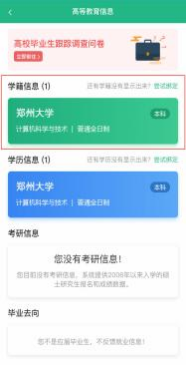 高等教育信息
高校毕业生跟踪调查问卷
立即前往 >
学籍信息 (1)
还有学籍没有显示出来? 尝试绑定
郑州大学
本科
计算机科学与技术 | 普通全日制
学历信息 (1)
还有学历没有显示出来? 尝试绑定
郑州大学
本科
计算机科学与技术 | 普通全日制
考研信息
您没有考研信息!
您目前没有考研信息,系统提供2006年以来入学的硕
士研究生报名和成绩数据。
毕业去向
您不是应届毕业生,不反馈就业信息!